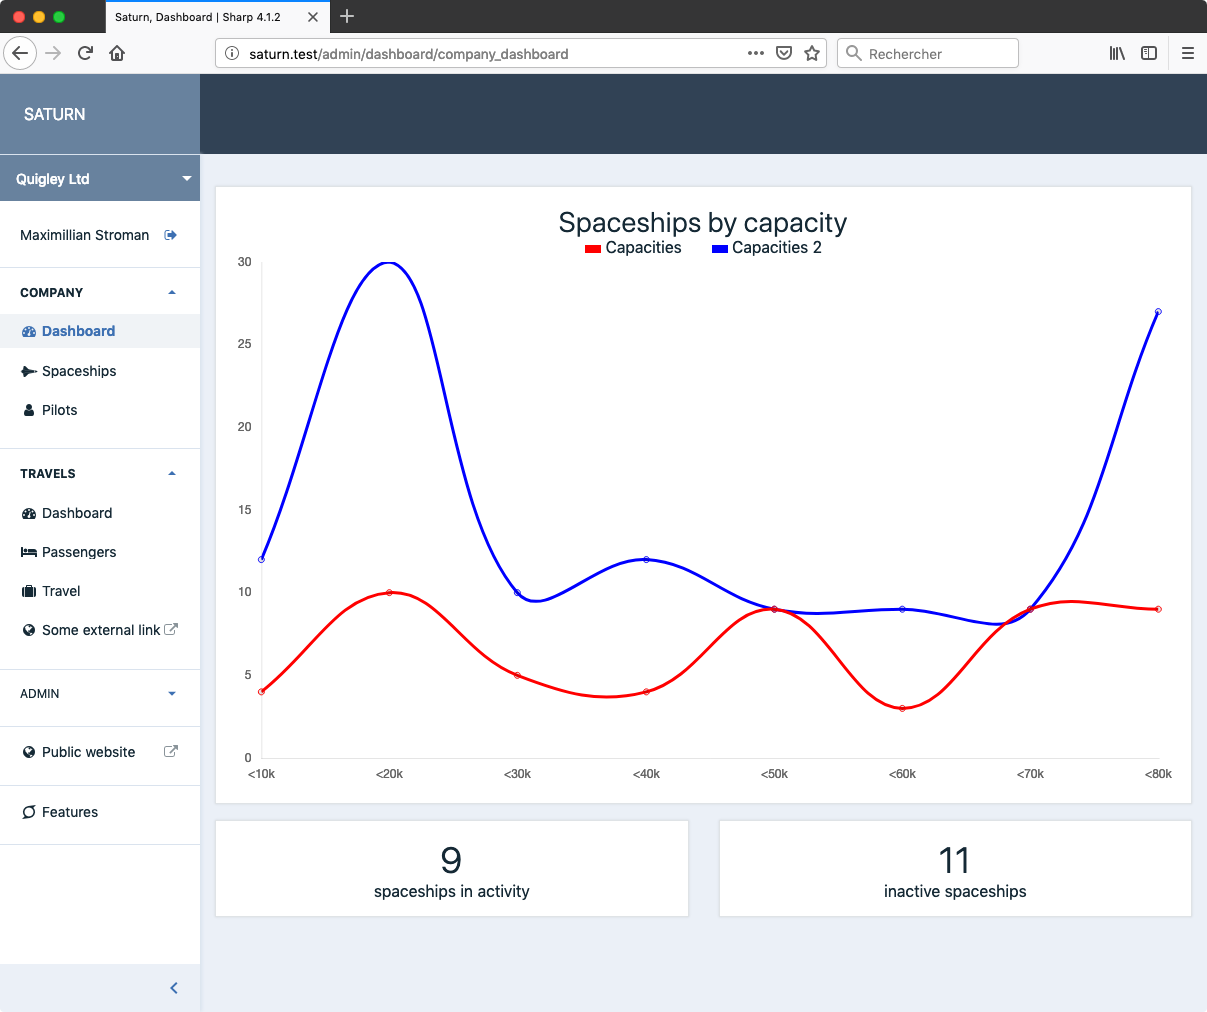 Saturn, Dashboard | Sharp 4.1.2
saturn.test/admin/dashboard/company_dashboard
Rechercher
SATURN
Quigley Ltd
Maximillian Stroman
COMPANY
Dashboard
Spaceships
Pilots
TRAVELS
Dashboard
Passengers
Travel
Some external link
ADMIN
Public website
Features
Spaceships by capacity
Capacities Capacities 2
30
25
20
15
10
5
0
<10k <20k <30k <40k <50k <60k <70k <80k
9
spaceships in activity
11
inactive spaceships